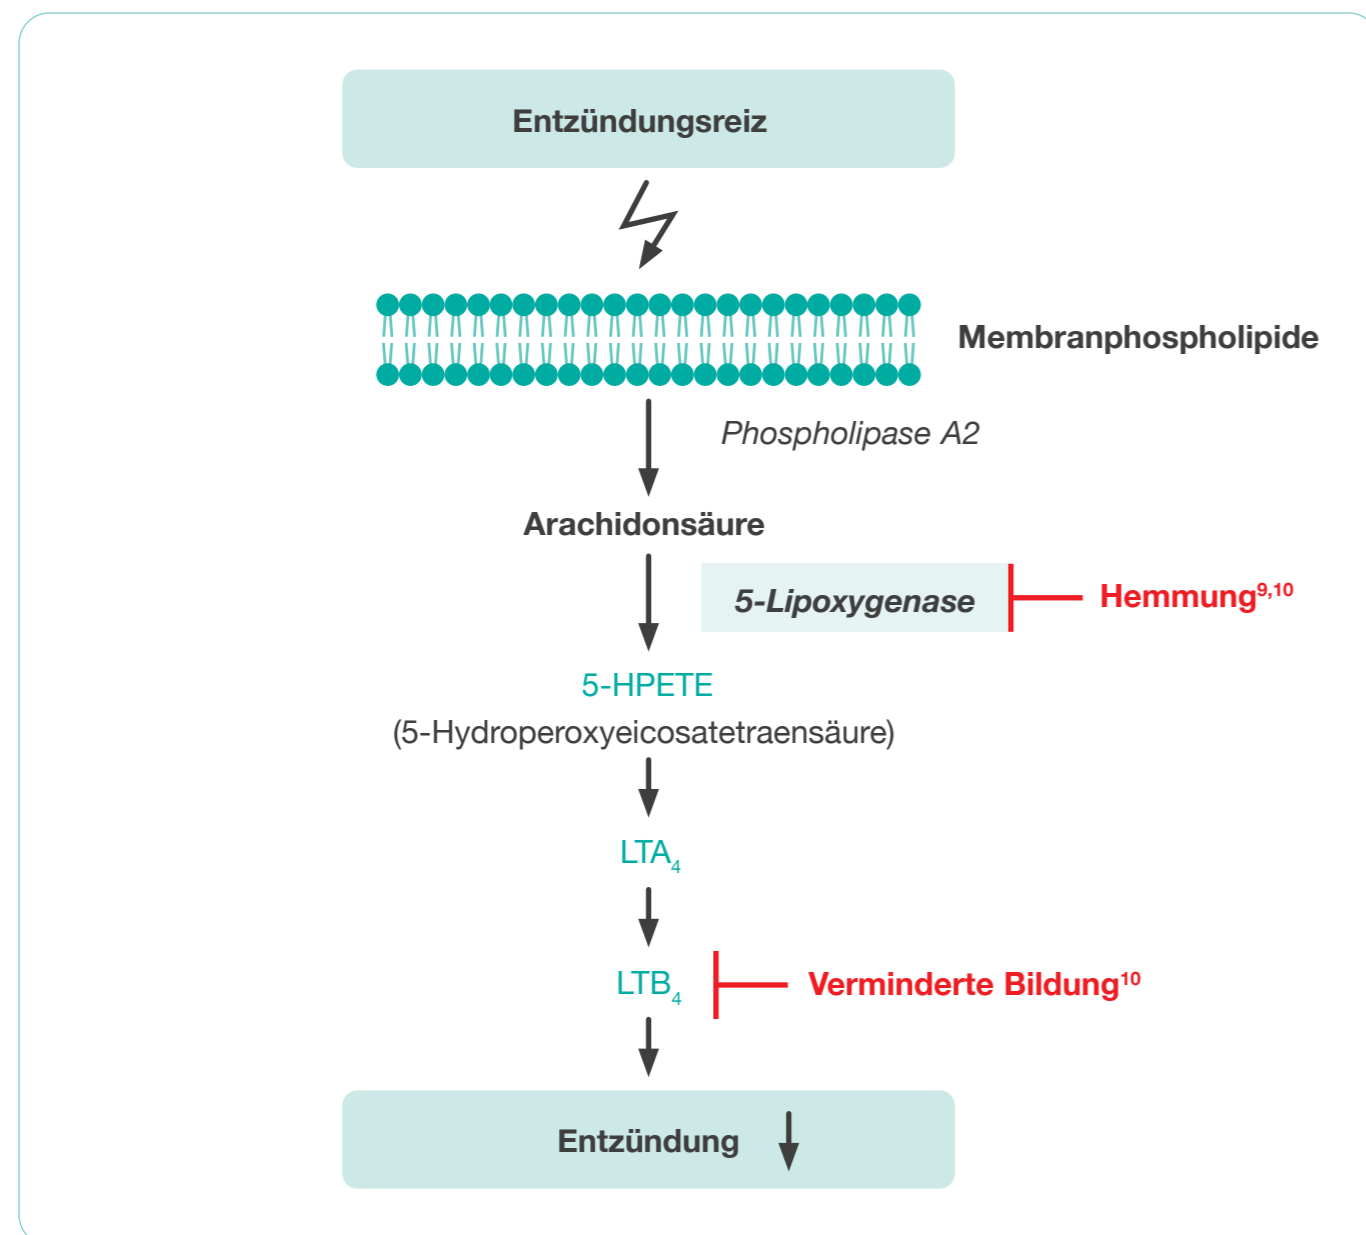 Entzündungsreiz
Membranphospholipide
Phospholipase A2
Arachidonsäure
5-Lipoxygenase
Hemmung⁹,¹⁰
5-HPETE
(5-Hydroperoxyeicosatetraensäure)
LTA₄
LTB₄
Verminderte Bildung¹⁰
Entzündung